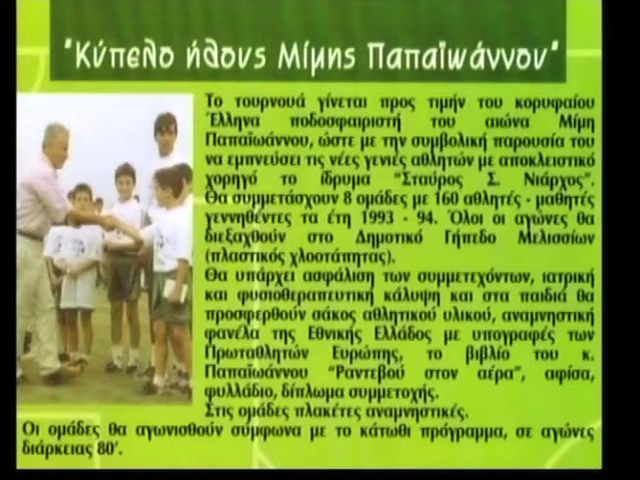 "Κύπελο ήθους Μίμης Παπαϊωάννου"
Το τουρνουά γίνεται προς τιμήν του κορυφαίου
Έλληνα ποδοσφαιριστή του αιώνα Μίμη
Παπαϊωάννου, ώστε με την συμβολική παρουσία του
να εμπνεύσει τις νέες γενιές αθλητών με αποκλειστικό
χορηγό το ίδρυμα "Σταύρος Σ. Νιάρχος".
Θα συμμετάσχουν 8 ομάδες με 160 αθλητές - μαθητές
γεννηθέντες τα έτη 1993 - 94. Όλοι οι αγώνες θα
διεξαχθούν στο Δημοτικό Γήπεδο Μελισσίων
(πλαστικός χλοοτάπητας).
Θα υπάρχει ασφάλιση των συμμετεχόντων, ιατρική
και φυσιοθεραπευτική κάλυψη και στα παιδιά θα
προσφερθούν σάκος αθλητικού υλικού, αναμνηστική
φανέλα της Εθνικής Ελλάδος με υπογραφές των
Πρωταθλητών Ευρώπης, το βιβλίο του κ.
Παπαϊωάννου "Ραντεβού στον αέρα", αφίσα,
φυλλάδιο, δίπλωμα συμμετοχής.
Στις ομάδες πλακέτες αναμνηστικές.
Οι ομάδες θα αγωνισθούν σύμφωνα με το κάτωθι πρόγραμμα, σε αγώνες
διάρκειας 80'.